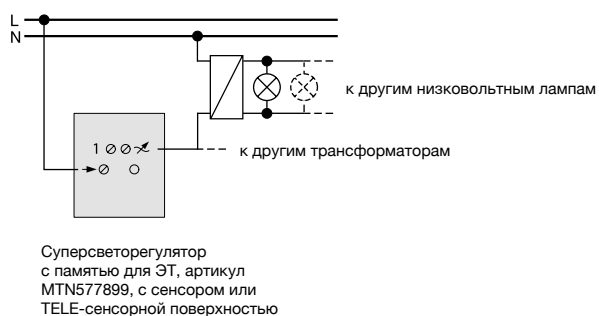 L
N
к другим низковольтным лампам
1
к другим трансформаторам
Суперсветорегулятор
с памятью для ЭТ, артикул
MTN577899, с сенсором или
TELE-сенсорной поверхностью